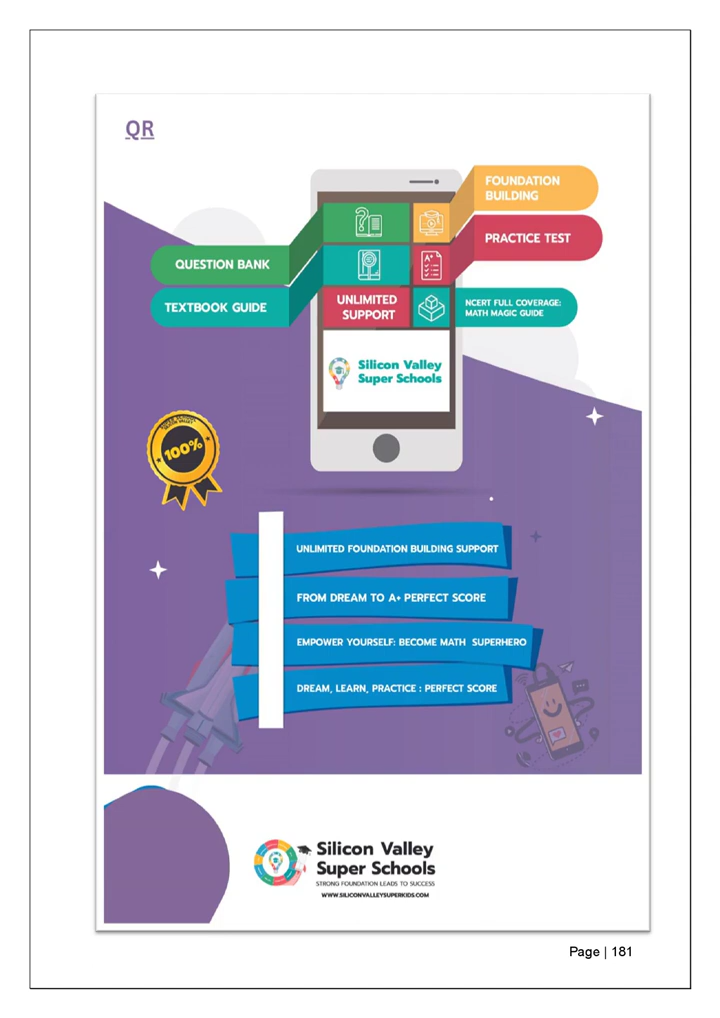 QR
FOUNDATION
BUILDING
PRACTICE TEST
QUESTION BANK
TEXTBOOK GUIDE
A+
UNLIMITED
SUPPORT
NCERT FULL COVERAGE:
MATH MAGIC GUIDE
Silicon Valley
Super Schools
100%
UNLIMITED FOUNDATION BUILDING SUPPORT
FROM DREAM TO A+ PERFECT SCORE
EMPOWER YOURSELF: BECOME MATH SUPERHERO
DREAM, LEARN, PRACTICE : PERFECT SCORE
Silicon Valley
Super Schools
STRONG FOUNDATION LEADS TO SUCCESS
WWW.SILICONVALLEYSUPERKIDS.COM
Page | 181